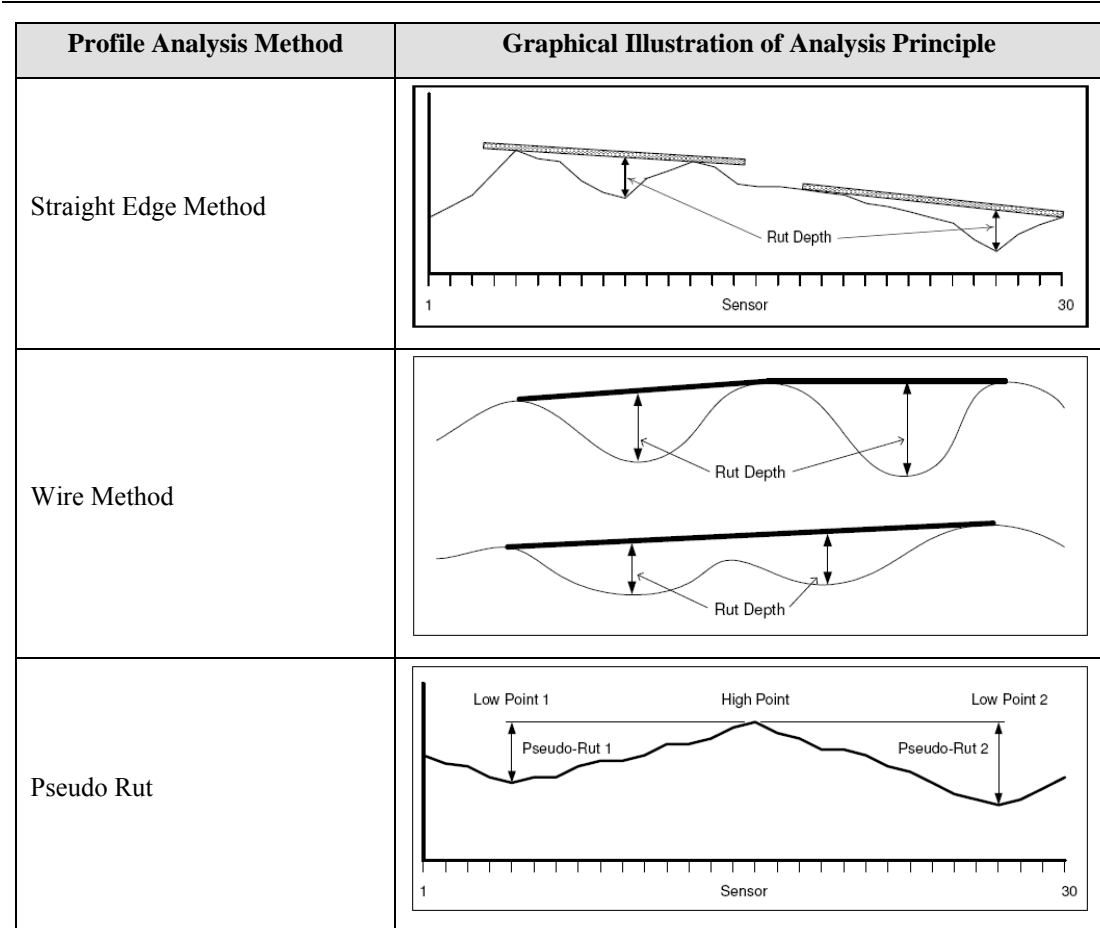 Profile Analysis Method
Graphical Illustration of Analysis Principle
Straight Edge Method
Rut Depth
1
Sensor
30
Wire Method
Rut Depth
Rut Depth
Pseudo Rut
Low Point 1
High Point
Low Point 2
Pseudo-Rut 1
Pseudo-Rut 2
1
Sensor
30